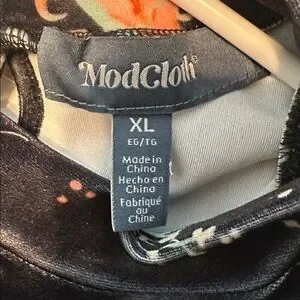 ModCloth®
XL
EG/TG
Made in
China
Hecho en
China
Fabriqué
au
Chine